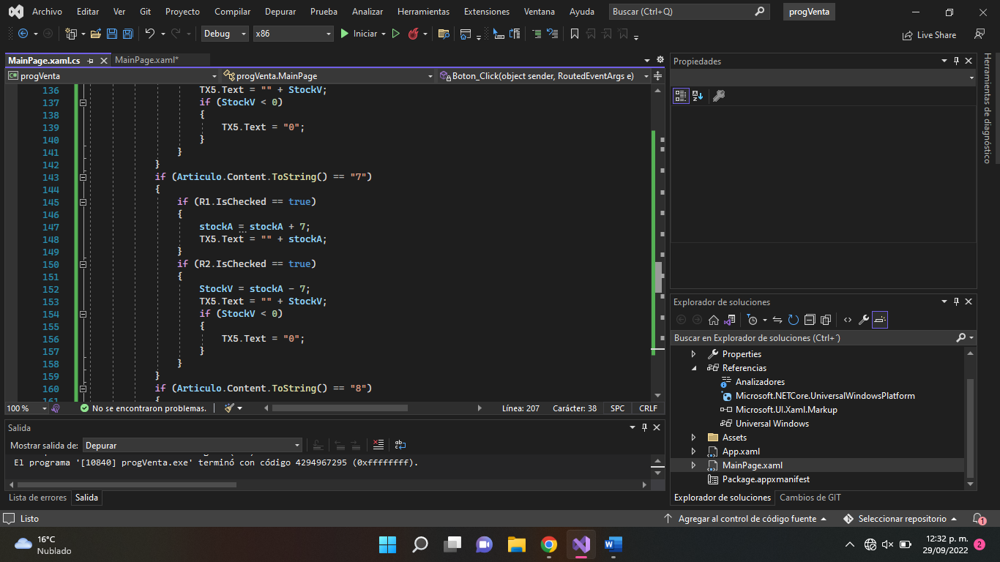 Archivo Editar Ver Git Proyecto Compilar Depurar Prueba Analizar Herramientas Extensiones Ventana Ayuda Buscar (Ctrl+Q) progVenta
Debug x86 Iniciar Live Share
MainPage.xaml.cs MainPage.xaml*
progVenta progVenta.MainPage Boton_Click(object sender, RoutedEventArgs e)
136 TX5.Text = "" + StockV;
137 if (StockV < 0)
138 {
139 TX5.Text = "0";
140 }
141 }
142 }
143 if (Articulo.Content.ToString() == "7")
144 {
145 if (R1.IsChecked == true)
146 {
147 stockA = stockA + 7;
148 TX5.Text = "" + stockA;
149 }
150 if (R2.IsChecked == true)
151 {
152 StockV = stockA - 7;
153 TX5.Text = "" + StockV;
154 if (StockV < 0)
155 {
156 TX5.Text = "0";
157 }
158 }
159 }
160 if (Articulo.Content.ToString() == "8")
161 {
100 % No se encontraron problemas. Línea: 207 Carácter: 38 SPC CRLF
Salida
Mostrar salida de: Depurar
El programa '[10840] progVenta.exe' terminó con código 4294967295 (0xffffffff).
Lista de errores Salida
Propiedades
Herramientas de diagnóstico
Explorador de soluciones
Buscar en Explorador de soluciones (Ctrl+´)
Properties
Referencias
Analizadores
Microsoft.NETCore.UniversalWindowsPlatform
Microsoft.UI.Xaml.Markup
Universal Windows
Assets
App.xaml
MainPage.xaml
Package.appxmanifest
Explorador de soluciones Cambios de GIT
Listo Agregar al control de código fuente Seleccionar repositorio 1
16°C
Nublado
12:32 p. m.
29/09/2022 2